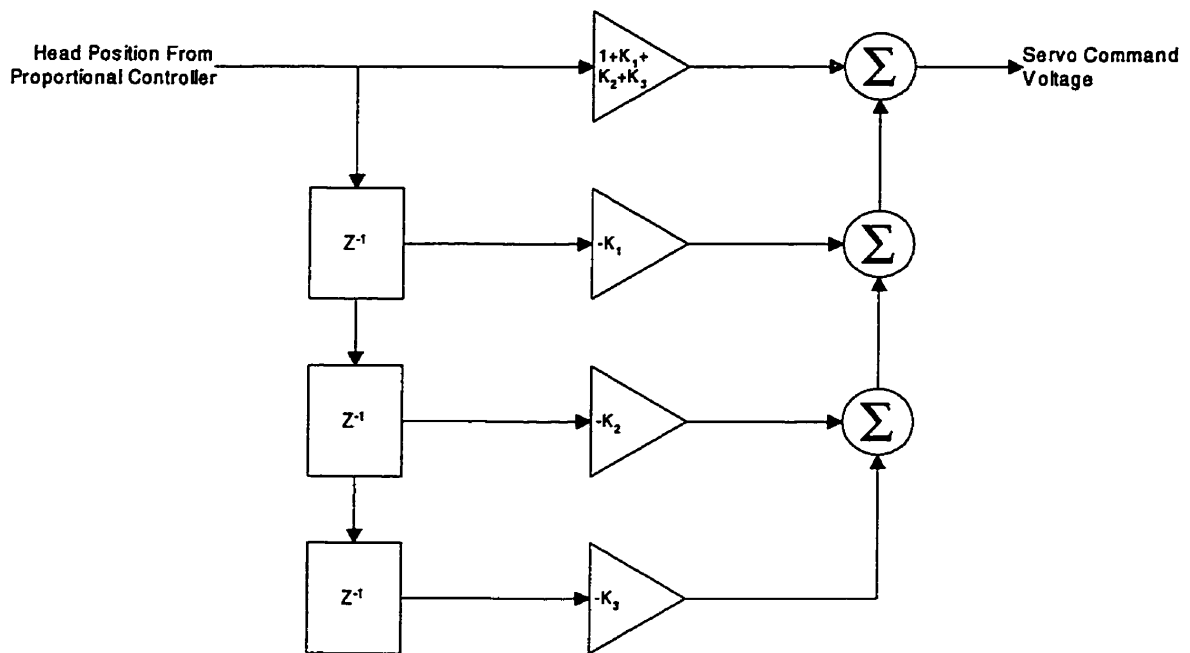 Head Position From
Proportional Controller
1+K₁+
K₂+K₃
Σ
Servo Command
Voltage
Z⁻¹
-K₁
Σ
Z⁻¹
-K₂
Σ
Z⁻¹
-K₃